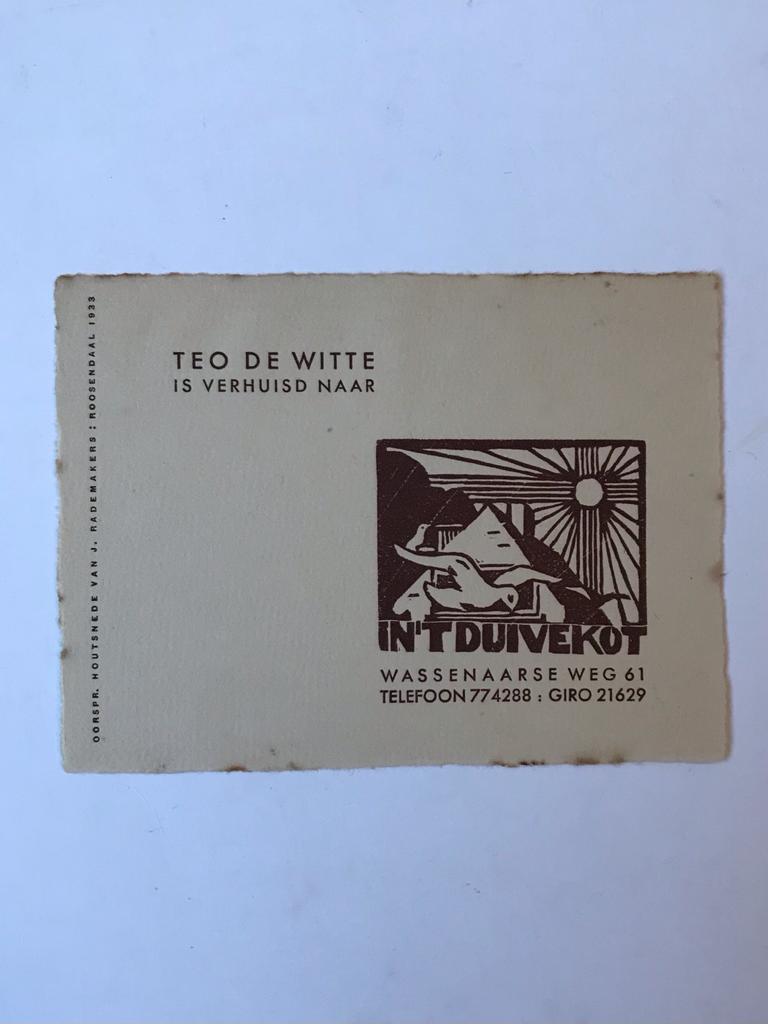 TEO DE WITTE
IS VERHUISD NAAR
IN'T DUIVEKOT
WASSENAARSE WEG 61
TELEFOON 774288 : GIRO 21629
OORSPR. HOUTSNEDE VAN J. RADEMAKERS : ROOSENDAAL 1933